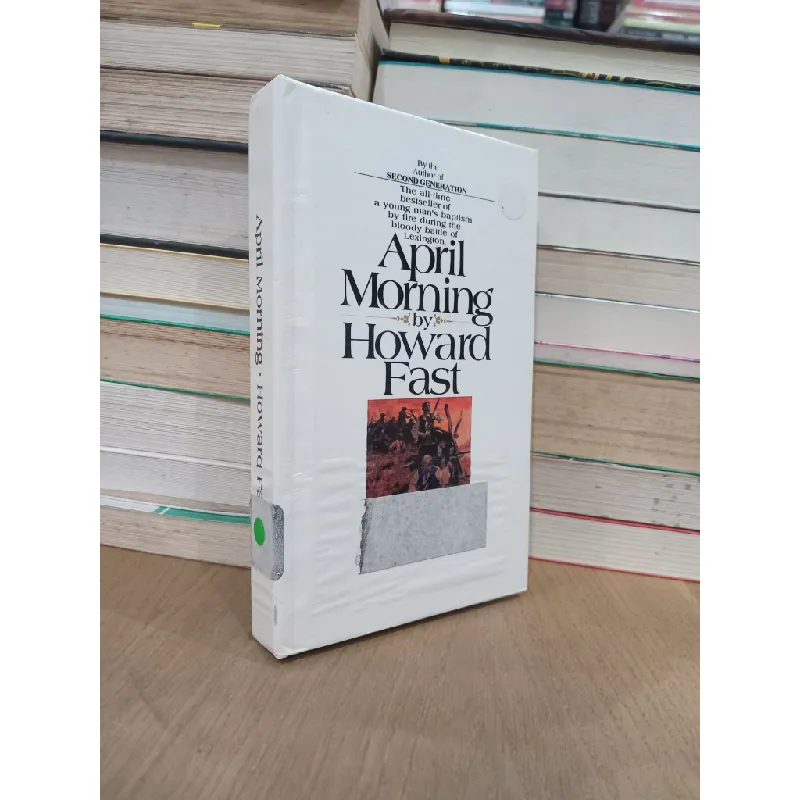 By the
Author of
SECOND GENERATION
The all-time
bestseller of
a young man's baptism
by fire during the
bloody battle of
Lexington.
April
Morning
by
Howard
Fast
April Morning · Howard Fa